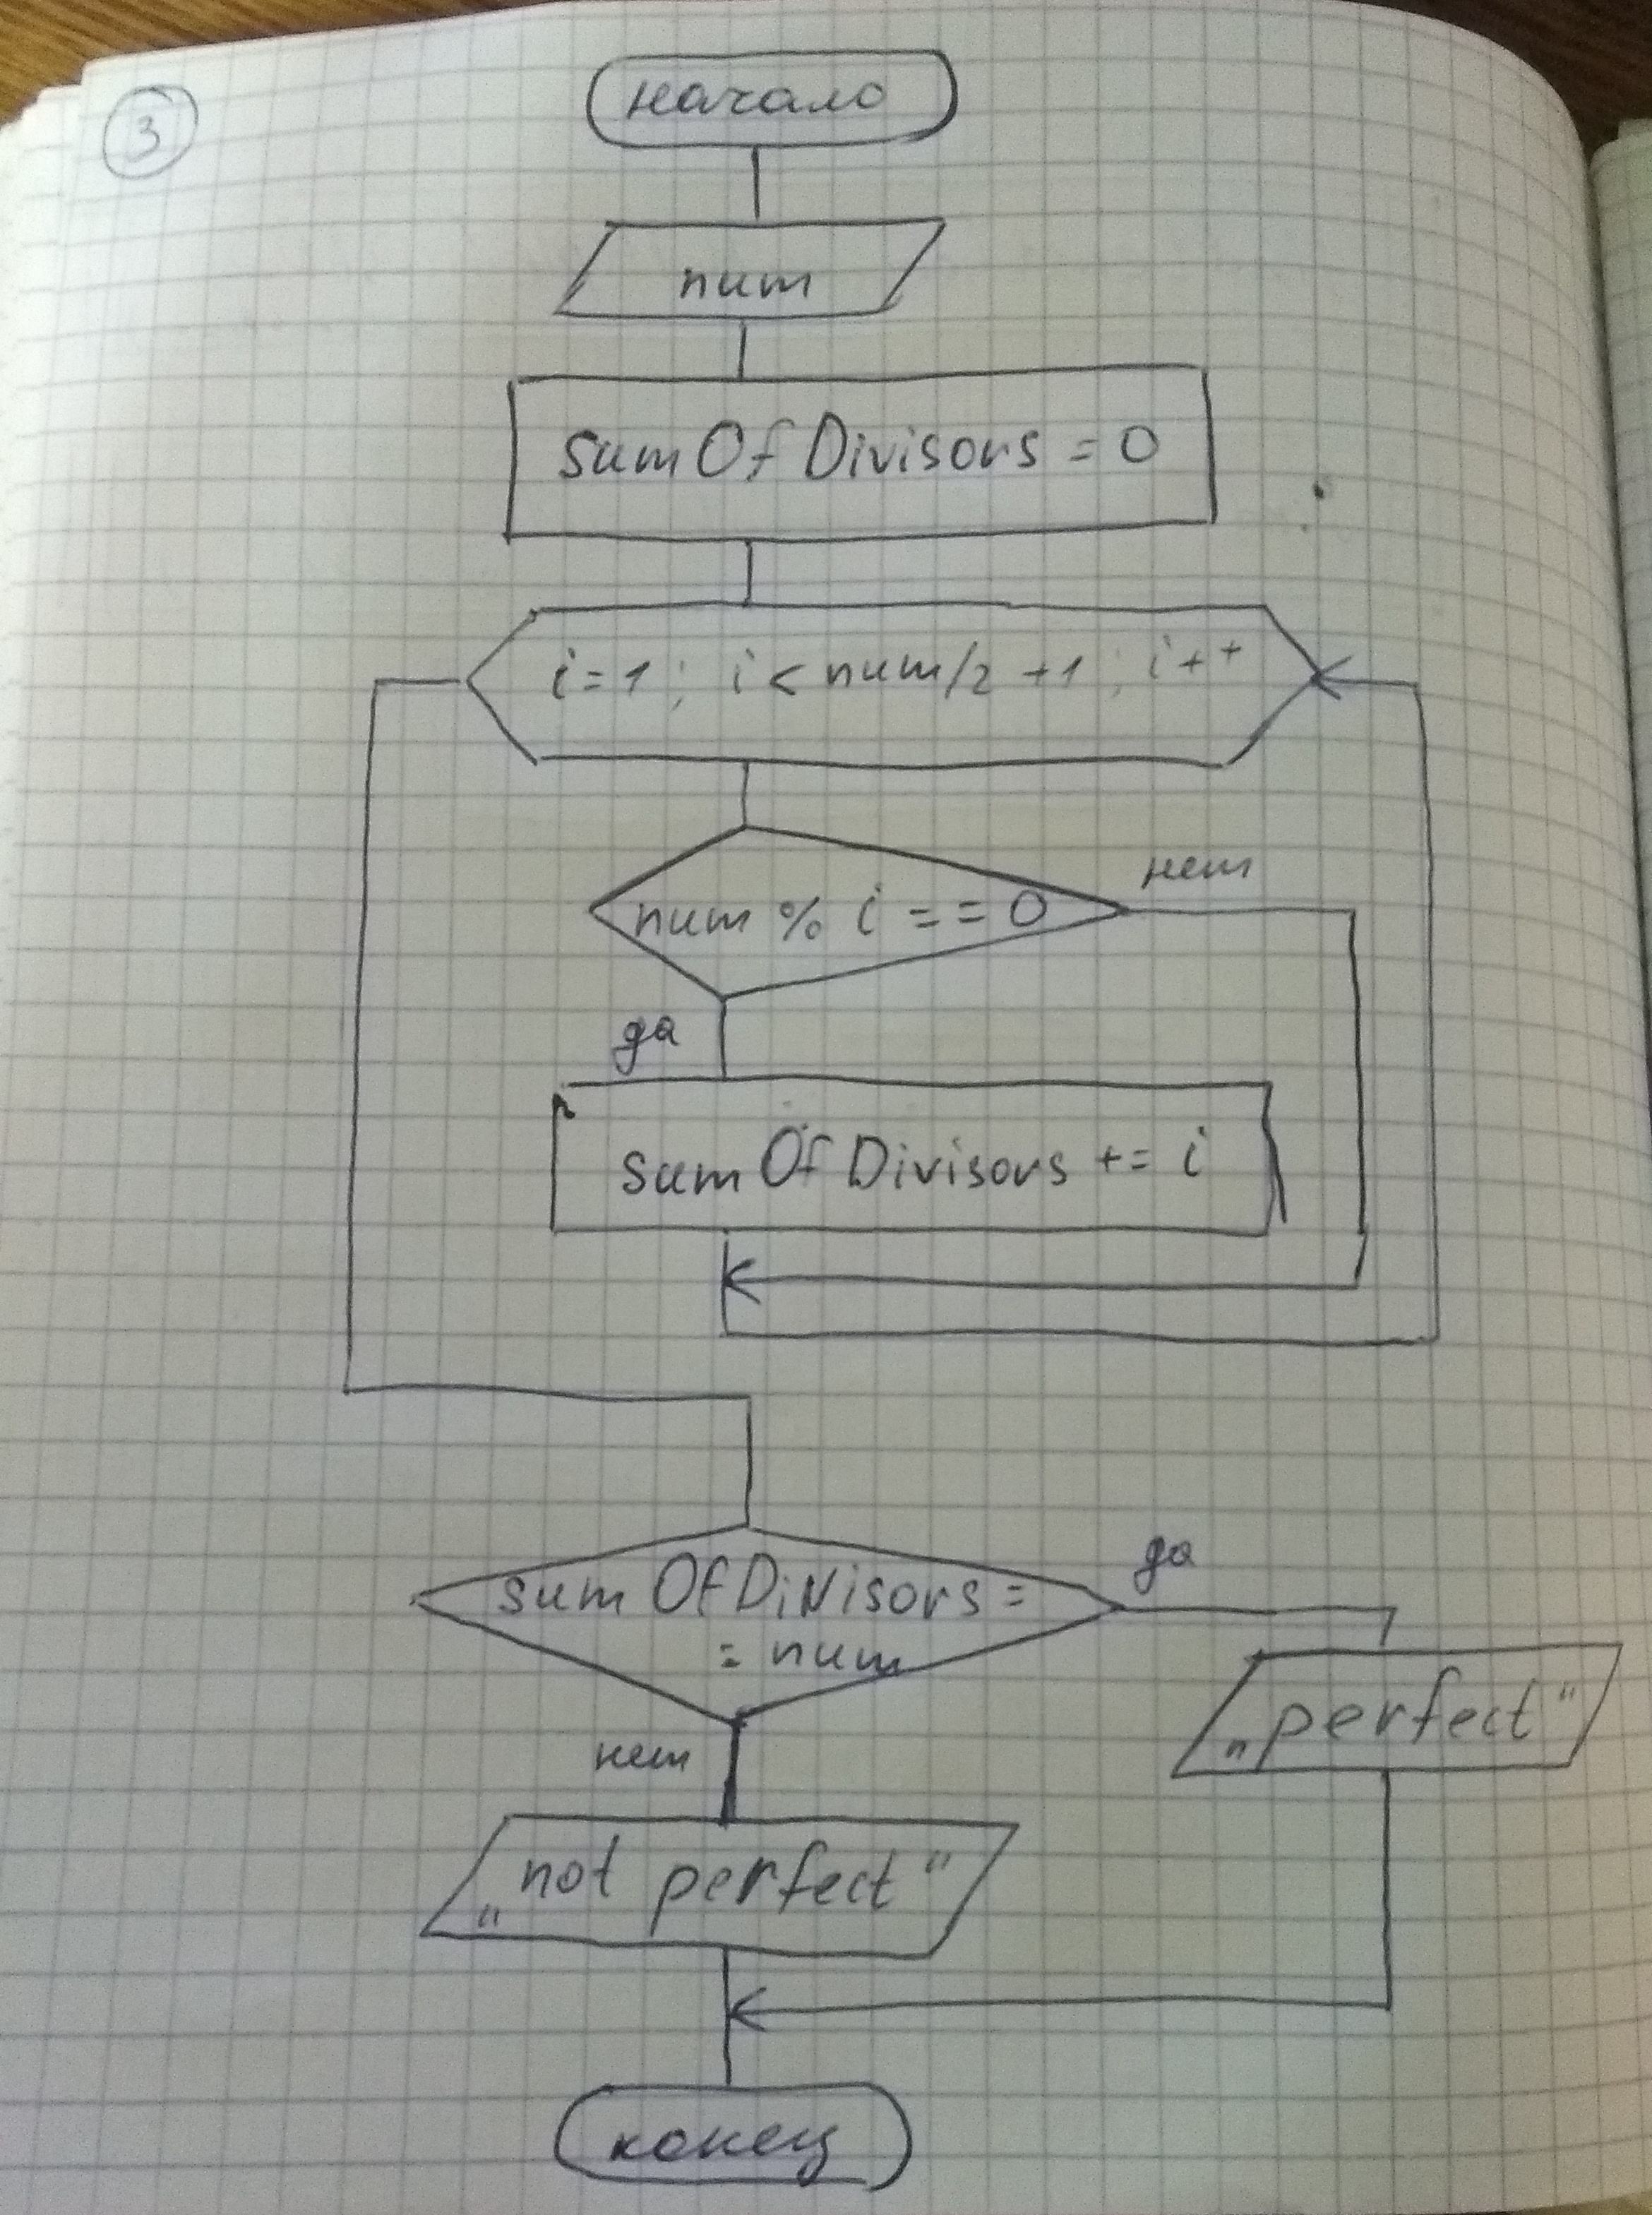 3
начало
num
sumOfDivisors = 0
i=1; i < num/2 +1; i++
num % i == 0
нет
да
sumOfDivisors += i
sumOfDivisors =
= num
да
нет
„perfect“
„not perfect“
конец